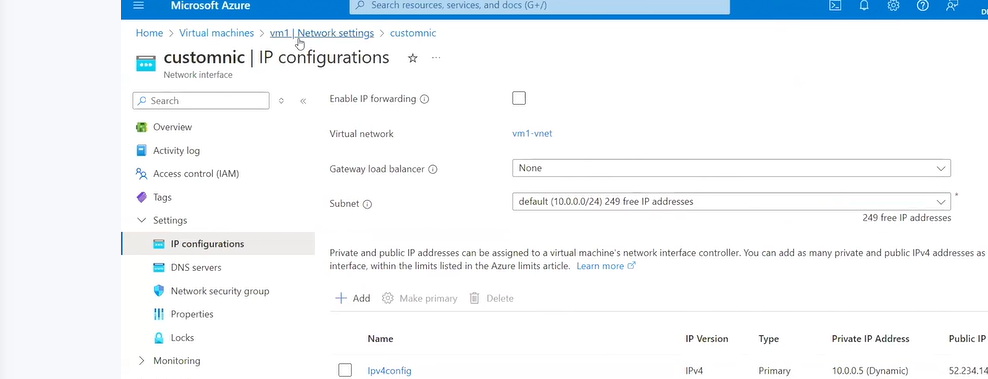 Microsoft Azure
Search resources, services, and docs (G+/)
Home > Virtual machines > vm1 | Network settings > customnic
customnic | IP configurations
Network interface
Search
Overview
Activity log
Access control (IAM)
Tags
Settings
IP configurations
DNS servers
Network security group
Properties
Locks
Monitoring
Enable IP forwarding
Virtual network vm1-vnet
Gateway load balancer None
Subnet default (10.0.0.0/24) 249 free IP addresses *
249 free IP addresses
Private and public IP addresses can be assigned to a virtual machine's network interface controller. You can add as many private and public IPv4 addresses as
interface, within the limits listed in the Azure limits article. Learn more
Add Make primary Delete
Name IP Version Type Private IP Address Public IP
Ipv4config IPv4 Primary 10.0.0.5 (Dynamic) 52.234.14